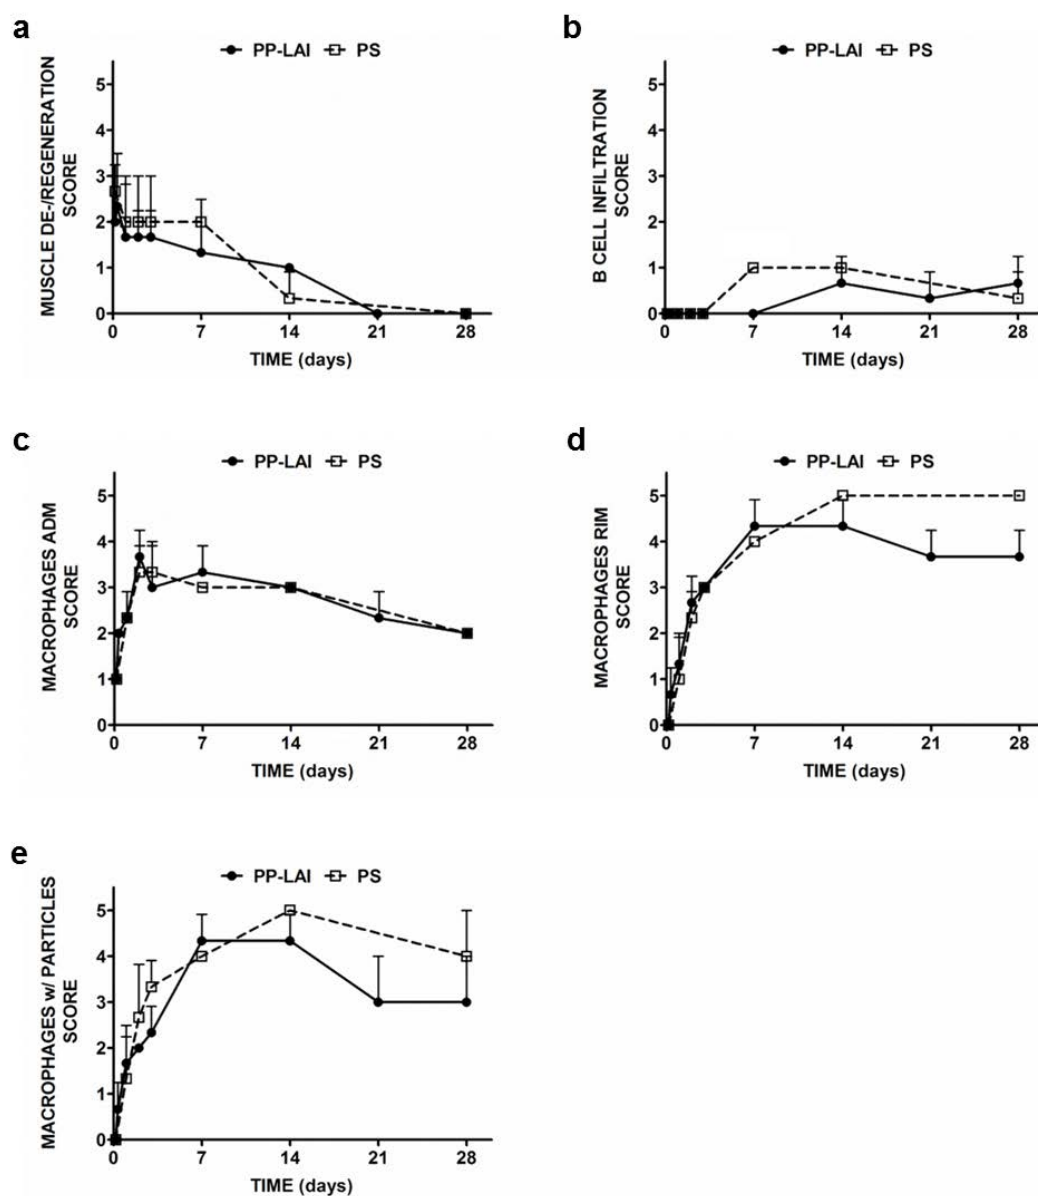 a
PP-LAI PS
MUSCLE DE-/REGENERATION
SCORE
5
4
3
2
1
0
0 7 14 21 28
TIME (days)
b
PP-LAI PS
B CELL INFILTRATION
SCORE
5
4
3
2
1
0
0 7 14 21 28
TIME (days)
c
PP-LAI PS
MACROPHAGES ADM
SCORE
5
4
3
2
1
0
0 7 14 21 28
TIME (days)
d
PP-LAI PS
MACROPHAGES RIM
SCORE
5
4
3
2
1
0
0 7 14 21 28
TIME (days)
e
PP-LAI PS
MACROPHAGES w/ PARTICLES
SCORE
5
4
3
2
1
0
0 7 14 21 28
TIME (days)